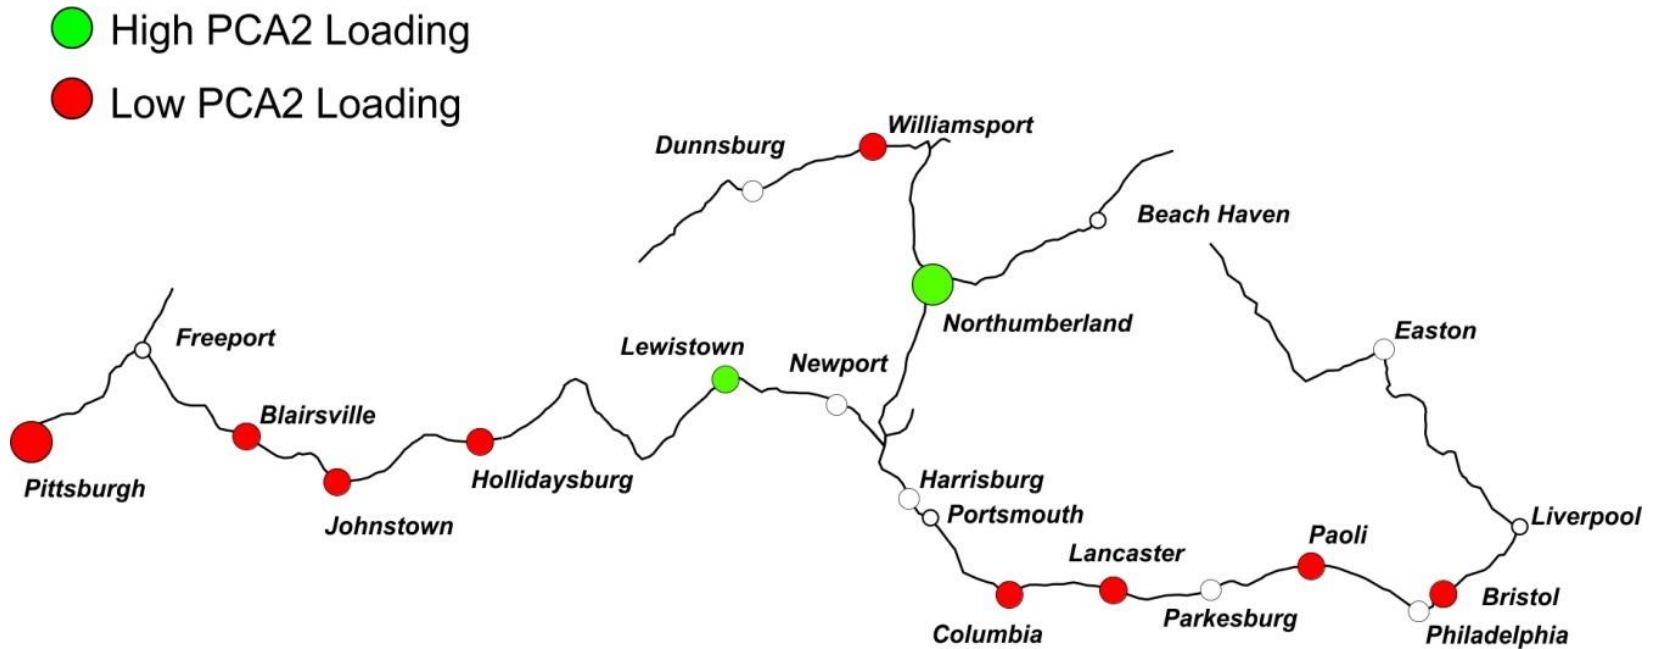 High PCA2 Loading
Low PCA2 Loading
Williamsport
Dunnsburg
Beach Haven
Northumberland
Easton
Freeport
Lewistown
Newport
Blairsville
Pittsburgh
Hollidaysburg
Harrisburg
Portsmouth
Johnstown
Liverpool
Paoli
Lancaster
Bristol
Parkesburg
Columbia
Philadelphia